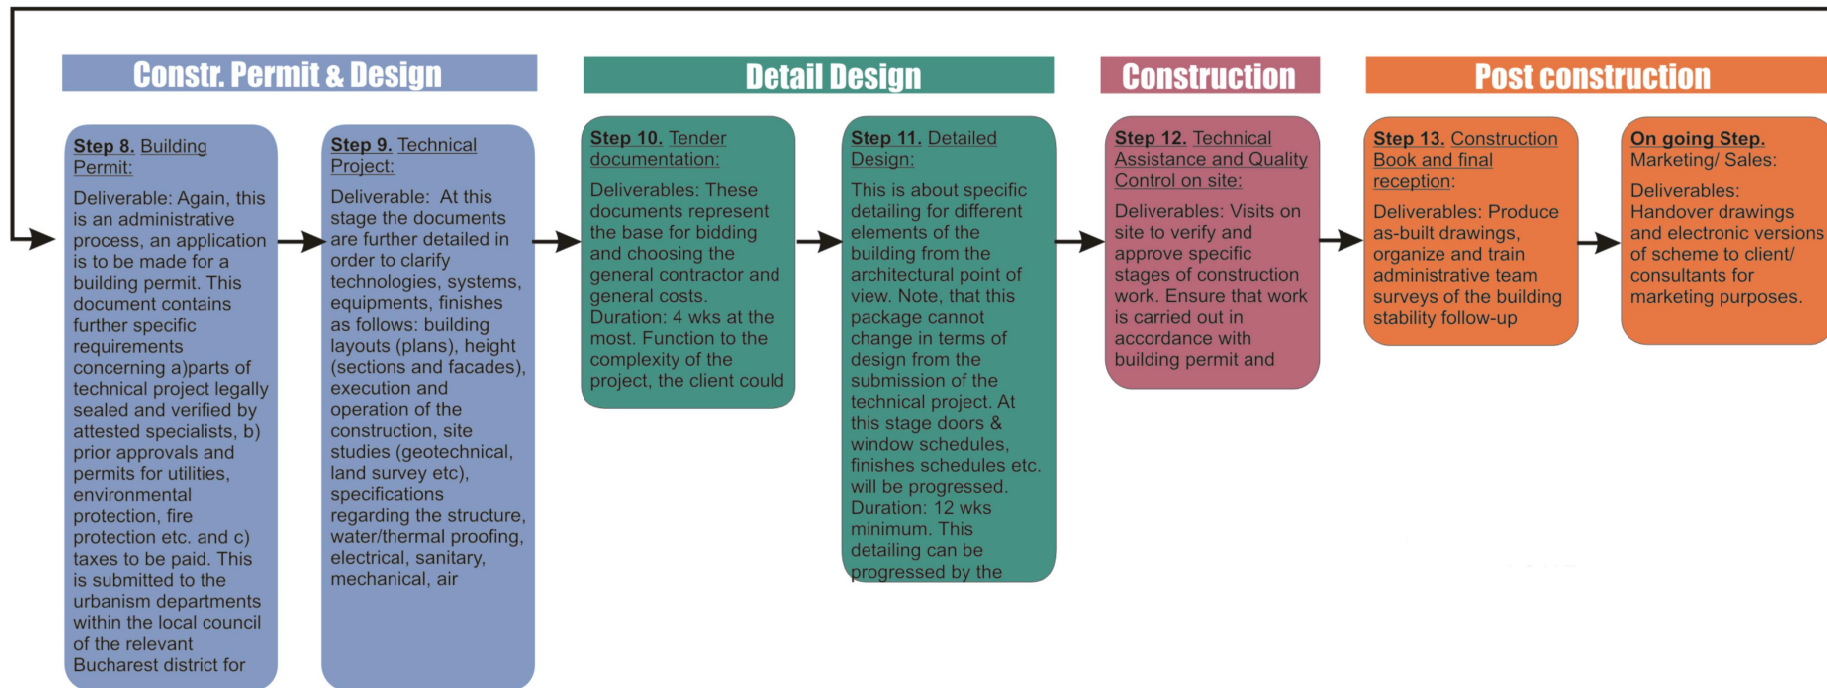 Constr. Permit & Design
Detail Design
Construction
Post construction
Step 8. Building
Permit:
Deliverable: Again, this
is an administrative
process, an application
is to be made for a
building permit. This
document contains
further specific
requirements
concerning a)parts of
technical project legally
sealed and verified by
attested specialists, b)
prior approvals and
permits for utilities,
environmental
protection, fire
protection etc. and c)
taxes to be paid. This
is submitted to the
urbanism departments
within the local council
of the relevant
Bucharest district for
Step 9. Technical
Project:
Deliverable: At this
stage the documents
are further detailed in
order to clarify
technologies, systems,
equipments, finishes
as follows: building
layouts (plans), height
(sections and facades),
execution and
operation of the
construction, site
studies (geotechnical,
land survey etc),
specifications
regarding the structure,
water/thermal proofing,
electrical, sanitary,
mechanical, air
Step 10. Tender
documentation:
Deliverables: These
documents represent
the base for bidding
and choosing the
general contractor and
general costs.
Duration: 4 wks at the
most. Function to the
complexity of the
project, the client could
Step 11. Detailed
Design:
This is about specific
detailing for different
elements of the
building from the
architectural point of
view. Note, that this
package cannot
change in terms of
design from the
submission of the
technical project. At
this stage doors &
window schedules,
finishes schedules etc.
will be progressed.
Duration: 12 wks
minimum. This
detailing can be
progressed by the
Step 12. Technical
Assistance and Quality
Control on site:
Deliverables: Visits on
site to verify and
approve specific
stages of construction
work. Ensure that work
is carried out in
accordance with
building permit and
Step 13. Construction
Book and final
reception:
Deliverables: Produce
as-built drawings,
organize and train
administrative team
surveys of the building
stability follow-up
On going Step.
Marketing/ Sales:
Deliverables:
Handover drawings
and electronic versions
of scheme to client/
consultants for
marketing purposes.